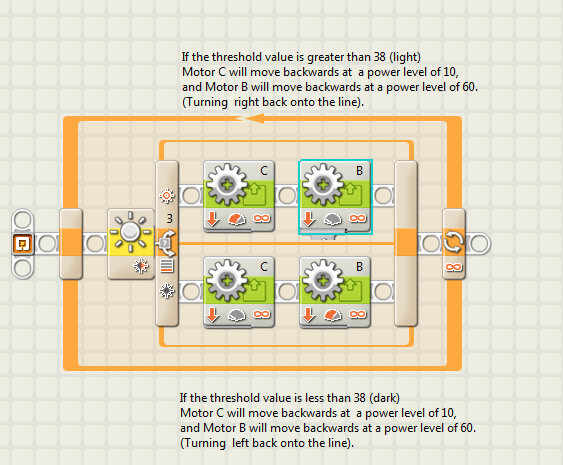 If the threshold value is greater than 38 (light)
Motor C will move backwards at a power level of 10,
and Motor B will move backwards at a power level of 60.
(Turning right back onto the line).
C
B
3
C
B
If the threshold value is less than 38 (dark)
Motor C will move backwards at a power level of 10,
and Motor B will move backwards at a power level of 60.
(Turning left back onto the line).